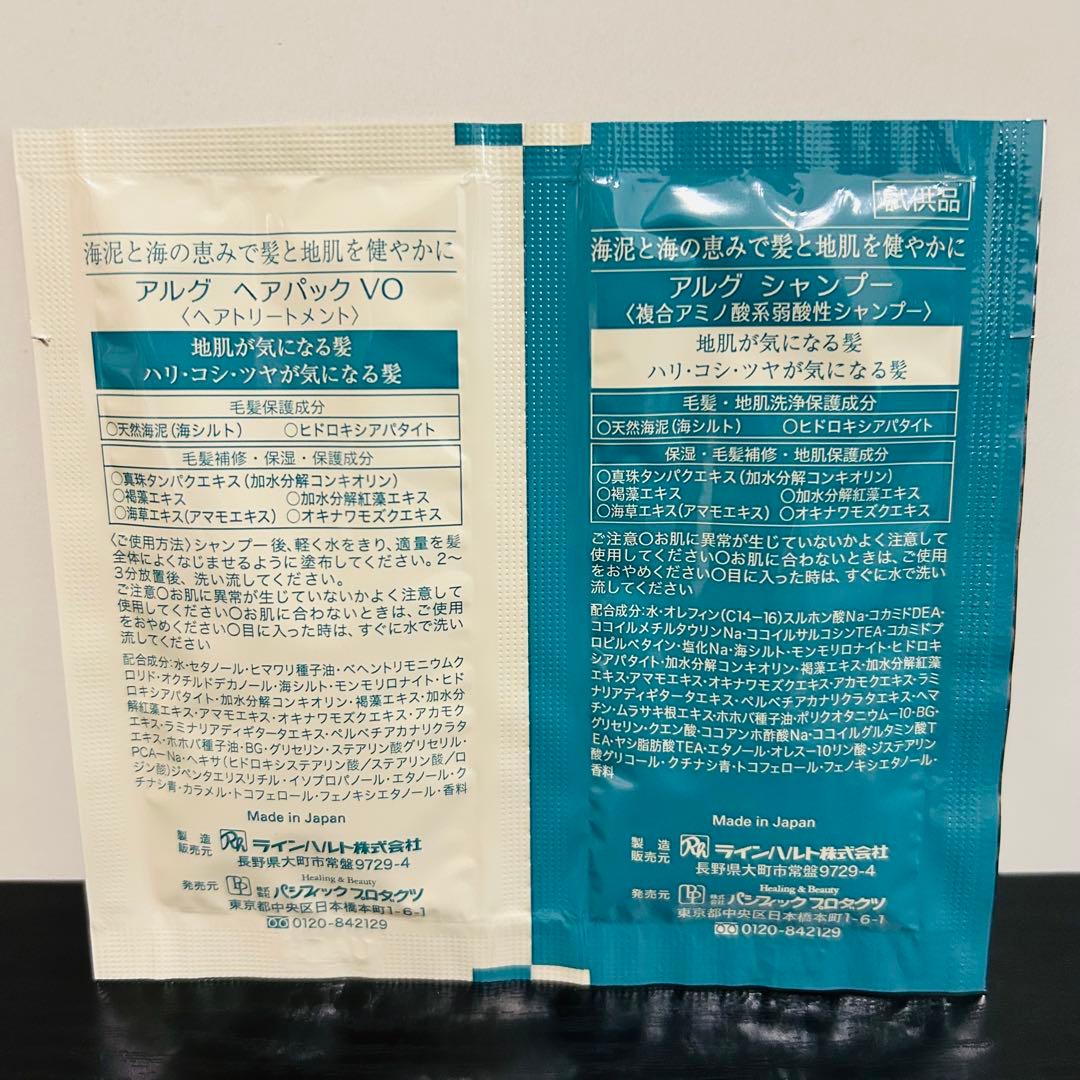 海泥と海の恵みで髪と地肌を健やかに
アルグ ヘアパック VO
〈ヘアトリートメント〉
地肌が気になる髪
ハリ・コシ・ツヤが気になる髪
毛髪保護成分
○天然海泥(海シルト) ○ヒドロキシアパタイト
毛髪補修・保湿・保護成分
○真珠タンパクエキス(加水分解コンキオリン)
○褐藻エキス ○加水分解紅藻エキス
○海草エキス(アマモエキス) ○オキナワモズクエキス
〈ご使用方法〉シャンプー後、軽く水をきり、適量を髪
全体によくなじませるように塗布してください。2〜
3分放置後、洗い流してください。
ご注意○お肌に異常が生じていないかよく注意して
使用してください○お肌に合わないときは、ご使用
をおやめください○目に入った時は、すぐに水で洗い
流してください
配合成分:水・セタノール・ヒマワリ種子油・ベヘントリモニウムク
ロリド・オクチルドデカノール・海シルト・モンモリロナイト・ヒド
ロキシアパタイト・加水分解コンキオリン・褐藻エキス・加水分
解紅藻エキス・アマモエキス・オキナワモズクエキス・アカモク
エキス・ラミナリアディギタータエキス・ペルベチアカナリクラタ
エキス・ホホバ種子油・BG・グリセリン・ステアリン酸グリセリル・
PCA-Na・ヘキサ(ヒドロキシステアリン酸/ステアリン酸/ロ
ジン酸)ジペンタエリスリチル・イソプロパノール・エタノール・ク
チナシ青・カラメル・トコフェロール・フェノキシエタノール・香料
Made in Japan
製造販売元 Rh ラインハルト株式会社
長野県大町市常盤9729-4
Healing & Beauty
発売元 PP 株式会社 パシフィック プロダクツ
東京都中央区日本橋本町1-6-1
0120-842129
試供品
海泥と海の恵みで髪と地肌を健やかに
アルグ シャンプー
〈複合アミノ酸系弱酸性シャンプー〉
地肌が気になる髪
ハリ・コシ・ツヤが気になる髪
毛髪・地肌洗浄保護成分
○天然海泥(海シルト) ○ヒドロキシアパタイト
保湿・毛髪補修・地肌保護成分
○真珠タンパクエキス(加水分解コンキオリン)
○褐藻エキス ○加水分解紅藻エキス
○海草エキス(アマモエキス) ○オキナワモズクエキス
ご注意○お肌に異常が生じていないかよく注意して
使用してください○お肌に合わないときは、ご使用
をおやめください○目に入った時は、すぐに水で洗い
流してください
配合成分:水・オレフィン(C14-16)スルホン酸Na・コカミドDEA・
ココイルメチルタウリンNa・ココイルサルコシンTEA・コカミドプ
ロピルベタイン・塩化Na・海シルト・モンモリロナイト・ヒドロキ
シアパタイト・加水分解コンキオリン・褐藻エキス・加水分解紅藻
エキス・アマモエキス・オキナワモズクエキス・アカモクエキス・ラミ
ナリアディギタータエキス・ペルベチアカナリクラタエキス・ヘマ
チン・ムラサキ根エキス・ホホバ種子油・ポリクオタニウム-10・BG・
グリセリン・クエン酸・ココアンホ酢酸Na・ココイルグルタミン酸T
EA・ヤシ脂肪酸TEA・エタノール・オレス-10リン酸・ジステアリン
酸グリコール・クチナシ青・トコフェロール・フェノキシエタノール・
香料
Made in Japan
製造販売元 Rh ラインハルト株式会社
長野県大町市常盤9729-4
Healing & Beauty
発売元 PP 株式会社 パシフィック プロダクツ
東京都中央区日本橋本町1-6-1
0120-842129